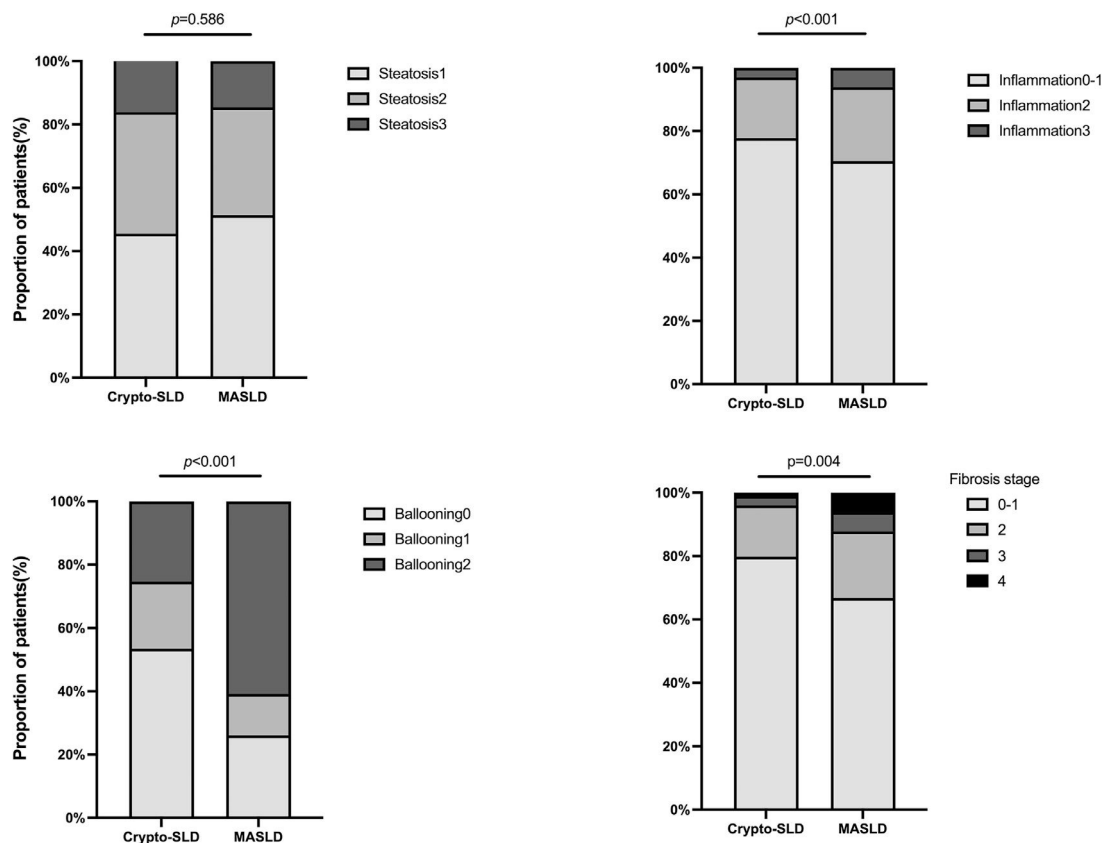 p=0.586
Proportion of patients(%)
100%
80%
60%
40%
20%
0%
Crypto-SLD MASLD
Steatosis1
Steatosis2
Steatosis3
p<0.001
100%
80%
60%
40%
20%
0%
Crypto-SLD MASLD
Inflammation0-1
Inflammation2
Inflammation3
p<0.001
Proportion of patients(%)
100%
80%
60%
40%
20%
0%
Crypto-SLD MASLD
Ballooning0
Ballooning1
Ballooning2
p=0.004
100%
80%
60%
40%
20%
0%
Crypto-SLD MASLD
Fibrosis stage
0-1
2
3
4